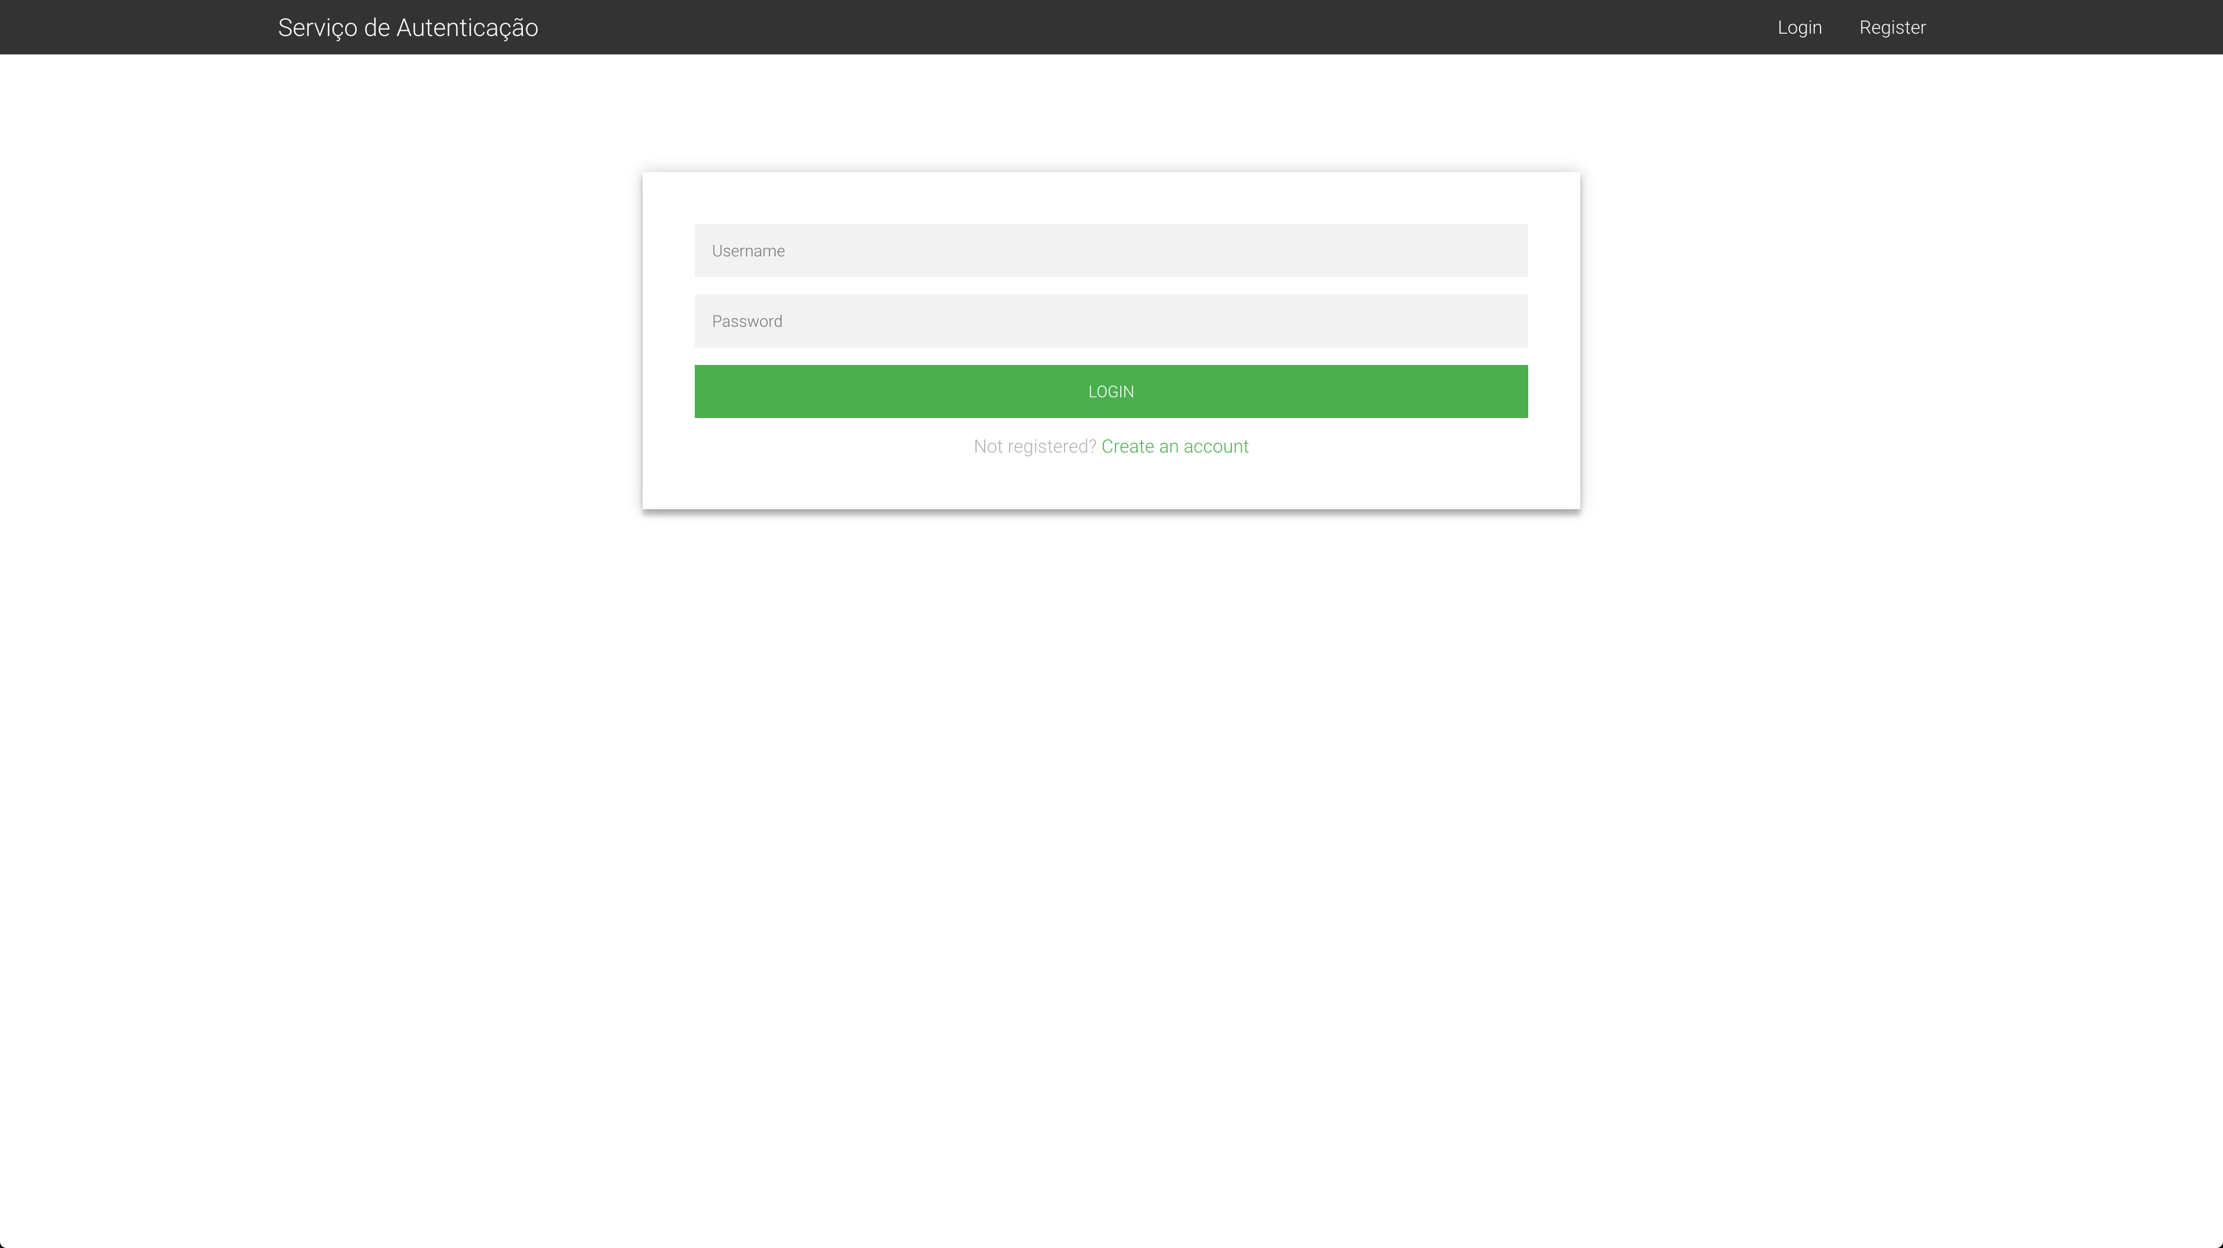 Serviço de Autenticação
Login
Register
Username
Password
LOGIN
Not registered? Create an account